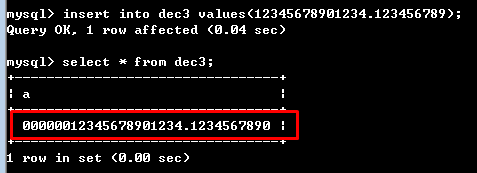 mysql> insert into dec3 values(12345678901234.123456789);
Query OK, 1 row affected (0.04 sec)
mysql> select * from dec3;
+--------------------------------+
| a                              |
+--------------------------------+
| 00000012345678901234.1234567890 |
+--------------------------------+
1 row in set (0.00 sec)